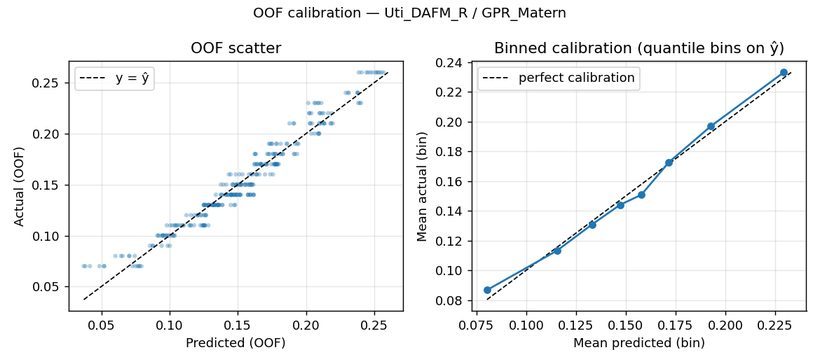 OOF calibration — Uti_DAFM_R / GPR_Matern
OOF scatter
y = ŷ
0.25
0.20
0.15
0.10
0.05
Actual (OOF)
0.05 0.10 0.15 0.20 0.25
Predicted (OOF)
Binned calibration (quantile bins on ŷ)
perfect calibration
0.24
0.22
0.20
0.18
0.16
0.14
0.12
0.10
0.08
Mean actual (bin)
0.075 0.100 0.125 0.150 0.175 0.200 0.225
Mean predicted (bin)